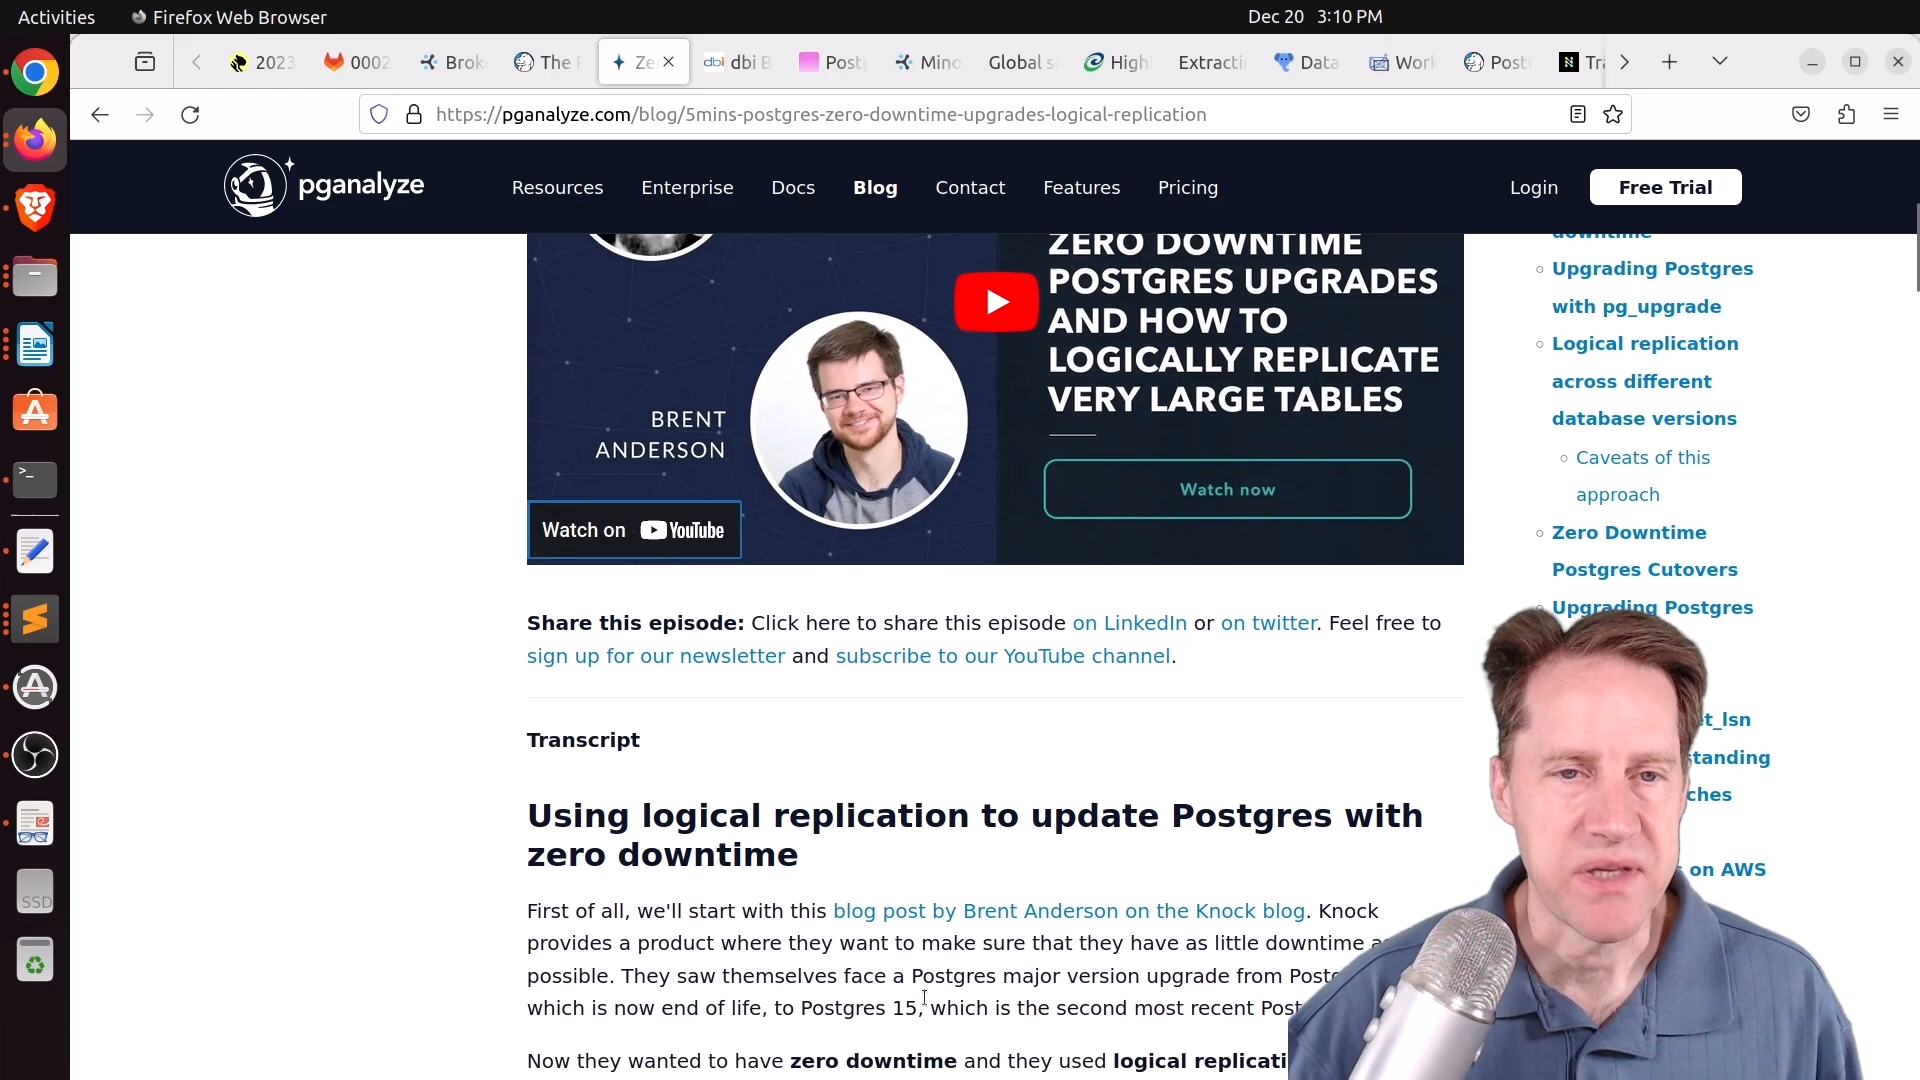 Activities Firefox Web Browser Dec 20 3:10 PM
2023 0002 Brok The Ze dbi B Post Mino Global s High Extracti Data Work Post Tra
https://pganalyze.com/blog/5mins-postgres-zero-downtime-upgrades-logical-replication
pganalyze Resources Enterprise Docs Blog Contact Features Pricing Login Free Trial
ZERO DOWNTIME
POSTGRES UPGRADES
AND HOW TO
LOGICALLY REPLICATE
VERY LARGE TABLES
BRENT
ANDERSON
Watch now
Watch on YouTube
downtime
Upgrading Postgres
with pg_upgrade
Logical replication
across different
database versions
Caveats of this
approach
Zero Downtime
Postgres Cutovers
Upgrading Postgres
et_lsn
standing
ches
on AWS
Share this episode: Click here to share this episode on LinkedIn or on twitter. Feel free to
sign up for our newsletter and subscribe to our YouTube channel.
Transcript
Using logical replication to update Postgres with
zero downtime
First of all, we'll start with this blog post by Brent Anderson on the Knock blog. Knock
provides a product where they want to make sure that they have as little downtime as
possible. They saw themselves face a Postgres major version upgrade from Postg
which is now end of life, to Postgres 15, which is the second most recent Post
Now they wanted to have zero downtime and they used logical replicati
SSD